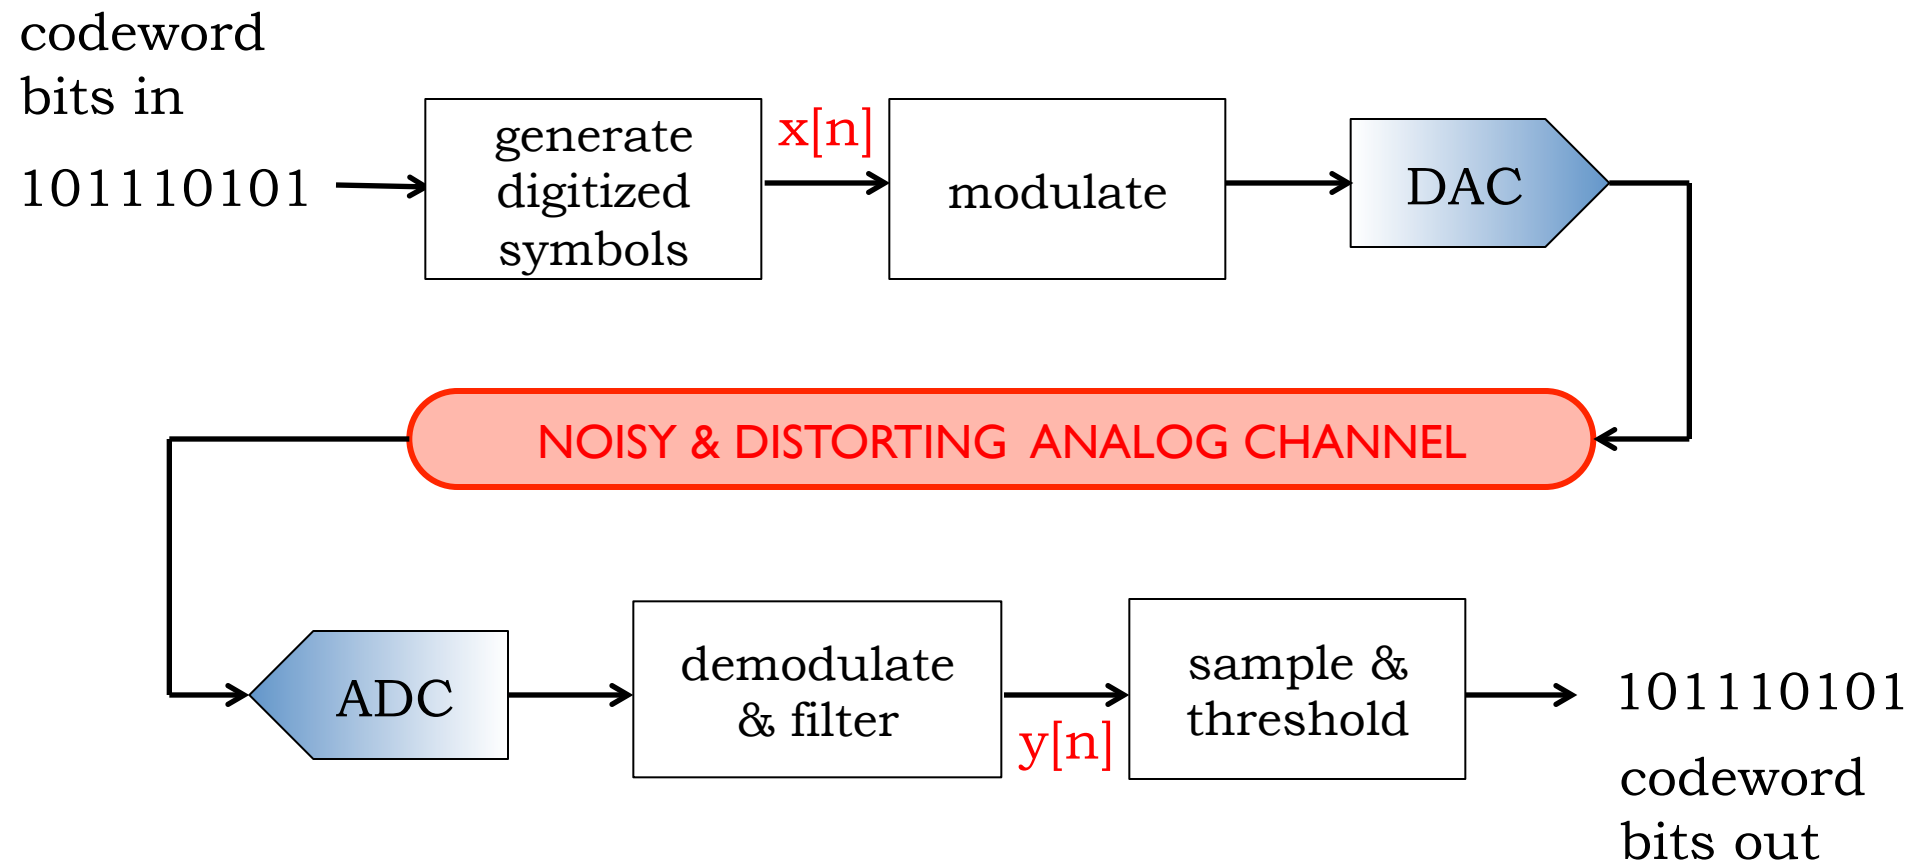 codeword
bits in
101110101
generate
digitized
symbols
x[n]
modulate
DAC
NOISY & DISTORTING ANALOG CHANNEL
ADC
demodulate
& filter
y[n]
sample &
threshold
101110101
codeword
bits out